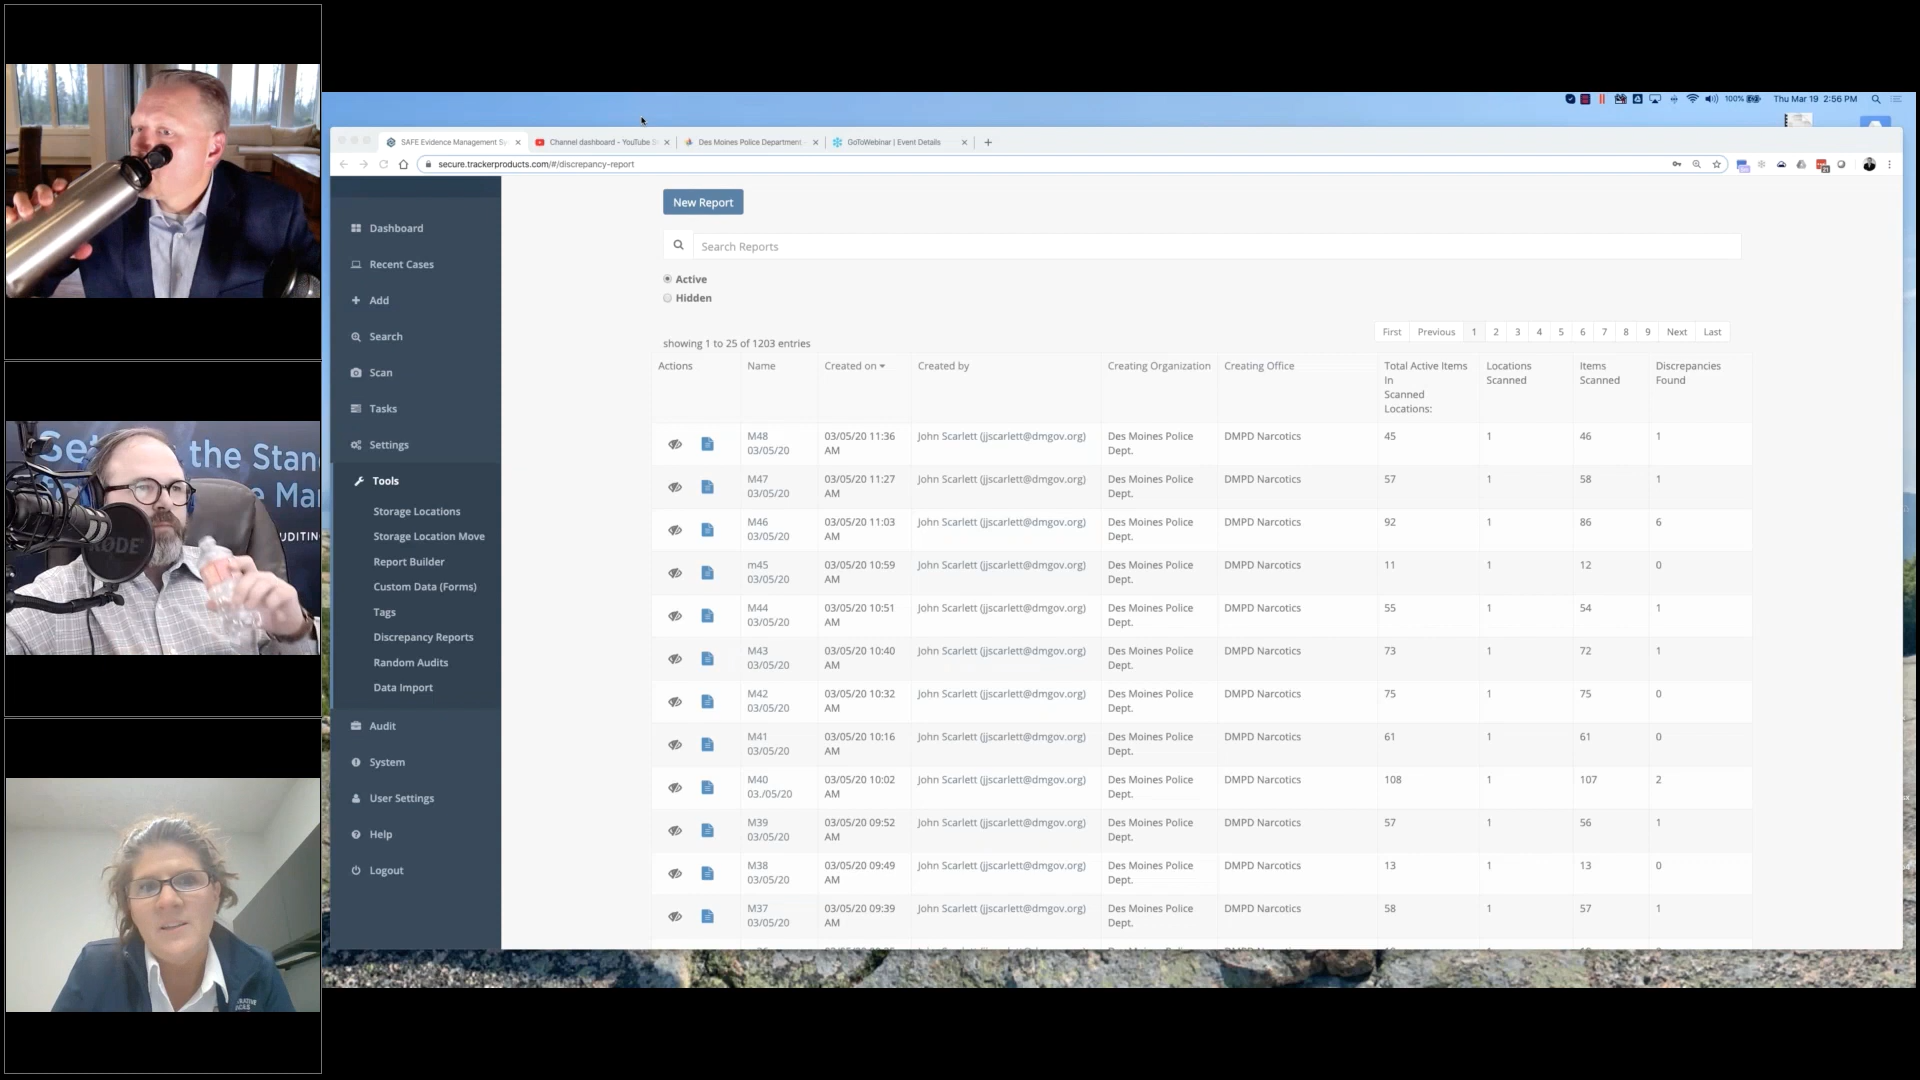 Thu Mar 19 2:56 PM
100%
SAFE Evidence Management Sy
Channel dashboard - YouTube S
Des Moines Police Department
GoToWebinar | Event Details
secure.trackerproducts.com/#/discrepancy-report
Dashboard
Recent Cases
Add
Search
Scan
Tasks
Settings
Tools
Storage Locations
Storage Location Move
Report Builder
Custom Data (Forms)
Tags
Discrepancy Reports
Random Audits
Data Import
Audit
System
User Settings
Help
Logout
New Report
Search Reports
Active
Hidden
First Previous 1 2 3 4 5 6 7 8 9 Next Last
showing 1 to 25 of 1203 entries
Actions Name Created on Created by Creating Organization Creating Office Total Active Items Locations Items Discrepancies
In Scanned Scanned Found
Scanned
Locations:
M48 03/05/20 11:36 John Scarlett (jjscarlett@dmgov.org) Des Moines Police DMPD Narcotics 45 1 46 1
03/05/20 AM Dept.
M47 03/05/20 11:27 John Scarlett (jjscarlett@dmgov.org) Des Moines Police DMPD Narcotics 57 1 58 1
03/05/20 AM Dept.
M46 03/05/20 11:03 John Scarlett (jjscarlett@dmgov.org) Des Moines Police DMPD Narcotics 92 1 86 6
03/05/20 AM Dept.
m45 03/05/20 10:59 John Scarlett (jjscarlett@dmgov.org) Des Moines Police DMPD Narcotics 11 1 12 0
03/05/20 AM Dept.
M44 03/05/20 10:51 John Scarlett (jjscarlett@dmgov.org) Des Moines Police DMPD Narcotics 55 1 54 1
03/05/20 AM Dept.
M43 03/05/20 10:40 John Scarlett (jjscarlett@dmgov.org) Des Moines Police DMPD Narcotics 73 1 72 1
03/05/20 AM Dept.
M42 03/05/20 10:32 John Scarlett (jjscarlett@dmgov.org) Des Moines Police DMPD Narcotics 75 1 75 0
03/05/20 AM Dept.
M41 03/05/20 10:16 John Scarlett (jjscarlett@dmgov.org) Des Moines Police DMPD Narcotics 61 1 61 0
03/05/20 AM Dept.
M40 03/05/20 10:02 John Scarlett (jjscarlett@dmgov.org) Des Moines Police DMPD Narcotics 108 1 107 2
03./05/20 AM Dept.
M39 03/05/20 09:52 John Scarlett (jjscarlett@dmgov.org) Des Moines Police DMPD Narcotics 57 1 56 1
03/05/20 AM Dept.
M38 03/05/20 09:49 John Scarlett (jjscarlett@dmgov.org) Des Moines Police DMPD Narcotics 13 1 13 0
03/05/20 AM Dept.
M37 03/05/20 09:39 John Scarlett (jjscarlett@dmgov.org) Des Moines Police DMPD Narcotics 58 1 57 1
03/05/20 AM Dept.
Set the Stan
e Ma
UDITIN
RØDE